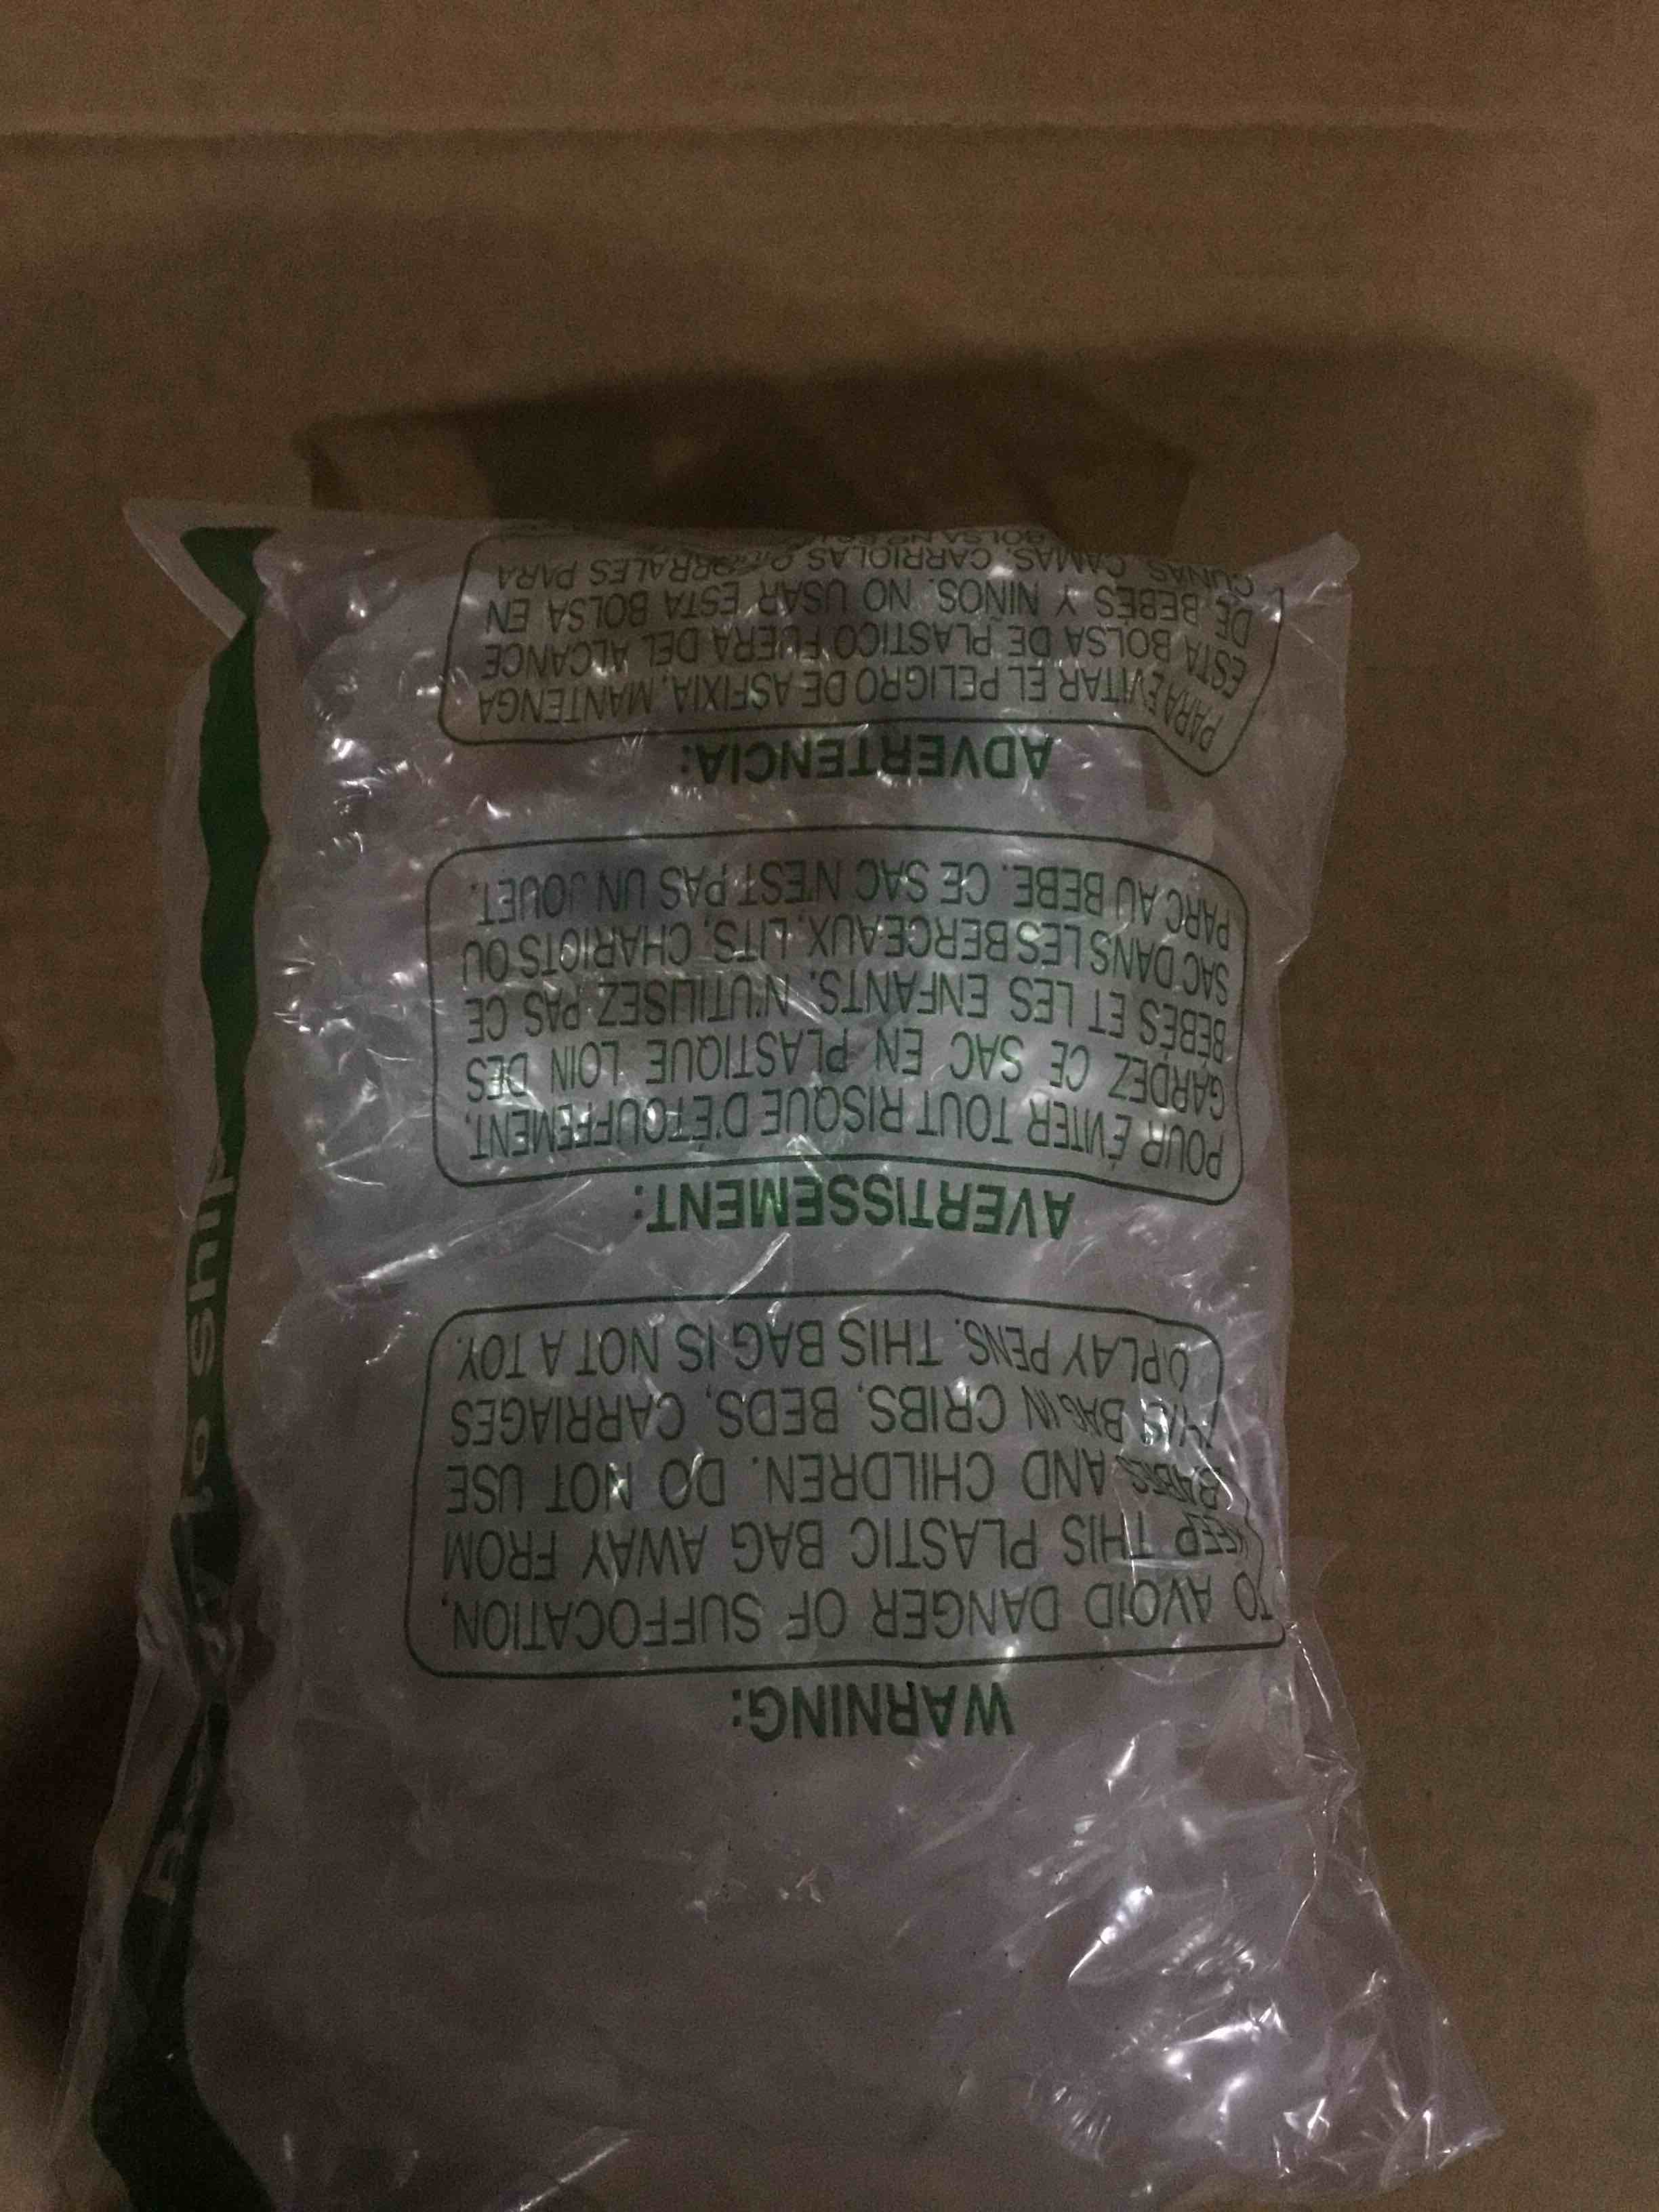 WARNING:
TO AVOID DANGER OF SUFFOCATION,
KEEP THIS PLASTIC BAG AWAY FROM
BABIES AND CHILDREN. DO NOT USE
THIS BAG IN CRIBS, BEDS, CARRIAGES
PLAY PENS. THIS BAG IS NOT A TOY.
AVERTISSEMENT:
POUR ÉVITER TOUT RISQUE D'ÉTOUFFEMENT,
GARDEZ CE SAC EN PLASTIQUE LOIN DES
BÉBÉS ET LES ENFANTS. N'UTILISEZ PAS CE
SAC DANS LES BERCEAUX, LITS, CHARIOTS OU
PARC AU BEBE. CE SAC N'EST PAS UN JOUET.
ADVERTENCIA:
PARA EVITAR EL PELIGRO DE ASFIXIA, MANTENGA
ESTA BOLSA DE PLASTICO FUERA DEL ALCANCE
DE BEBÉS Y NIÑOS. NO USAR ESTA BOLSA EN
CUNAS, CAMAS, CARRIOLAS O CORRALES PARA
BOLSA NO
to ship